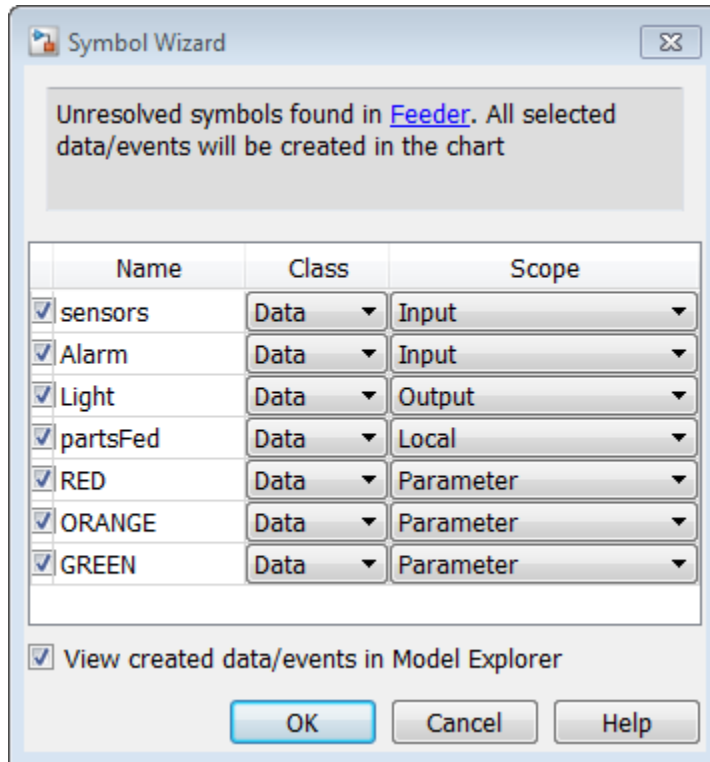 Symbol Wizard
Unresolved symbols found in Feeder. All selected
data/events will be created in the chart
Name Class Scope
sensors Data Input
Alarm Data Input
Light Data Output
partsFed Data Local
RED Data Parameter
ORANGE Data Parameter
GREEN Data Parameter
View created data/events in Model Explorer
OK Cancel Help